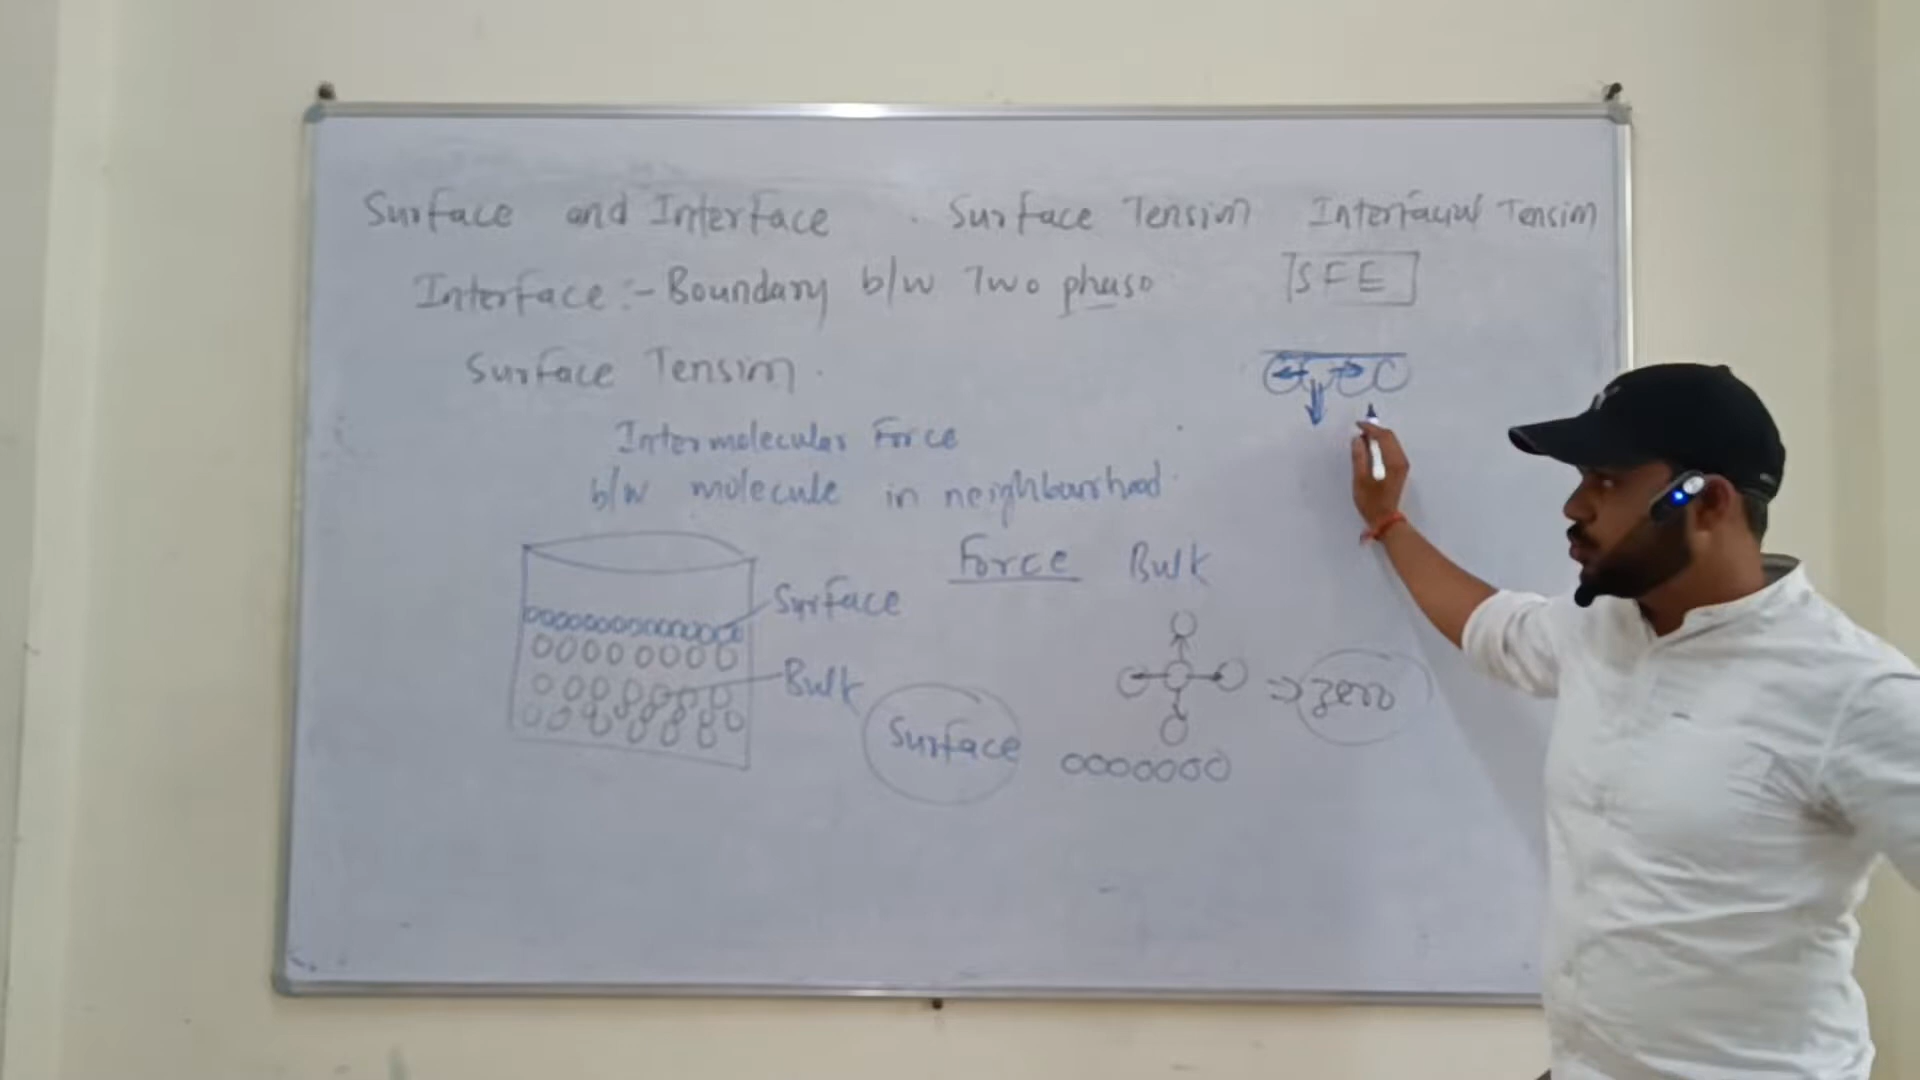 Surface and Interface . Surface Tension Interfacial Tension
Interface :- Boundary b/w Two phase
SFE
Surface Tension .
Intermolecular Force
b/w molecule in neighbourhood.
Force Bulk
Surface
Bulk
Surface
=> Zero